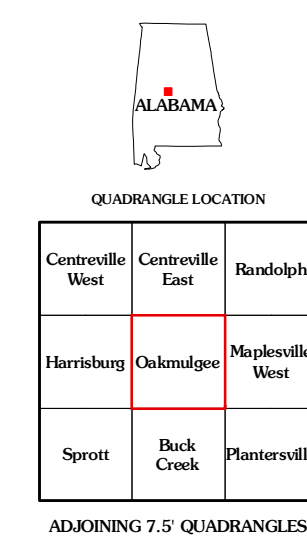 ALABAMA
QUADRANGLE LOCATION
Centreville
West
Centreville
East
Randolph
Harrisburg
Oakmulgee
Maplesville
West
Sprott
Buck
Creek
Plantersvill
ADJOINING 7.5' QUADRANGLES